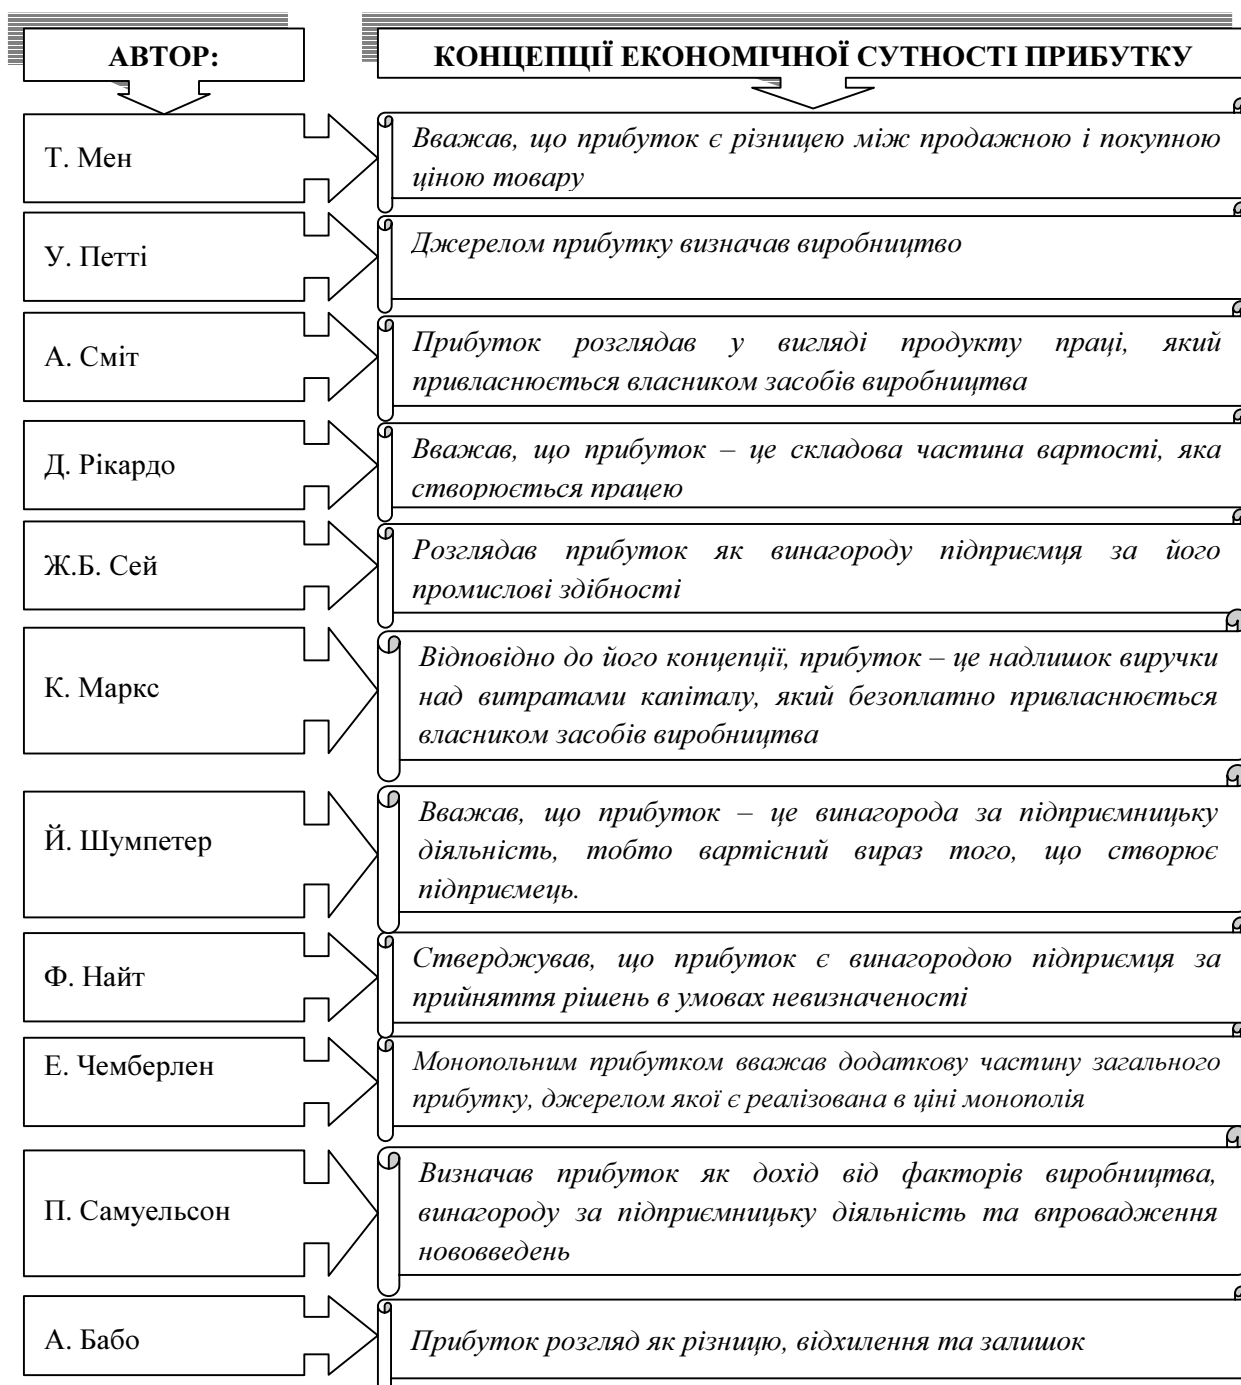 АВТОР:
КОНЦЕПЦІЇ ЕКОНОМІЧНОЇ СУТНОСТІ ПРИБУТКУ
Т. Мен
Вважав, що прибуток є різницею між продажною і покупною
ціною товару
У. Петті
Джерелом прибутку визначав виробництво
А. Сміт
Прибуток розглядав у вигляді продукту праці, який
привласнюється власником засобів виробництва
Д. Рікардо
Вважав, що прибуток – це складова частина вартості, яка
створюється працею
Ж.Б. Сей
Розглядав прибуток як винагороду підприємця за його
промислові здібності
К. Маркс
Відповідно до його концепції, прибуток – це надлишок виручки
над витратами капіталу, який безоплатно привласнюється
власником засобів виробництва
Й. Шумпетер
Вважав, що прибуток – це винагорода за підприємницьку
діяльність, тобто вартісний вираз того, що створює
підприємець.
Ф. Найт
Стверджував, що прибуток є винагородою підприємця за
прийняття рішень в умовах невизначеності
Е. Чемберлен
Монопольним прибутком вважав додаткову частину загального
прибутку, джерелом якої є реалізована в ціні монополія
П. Самуельсон
Визначав прибуток як дохід від факторів виробництва,
винагороду за підприємницьку діяльність та впровадження
нововведень
А. Бабо
Прибуток розгляд як різницю, відхилення та залишок